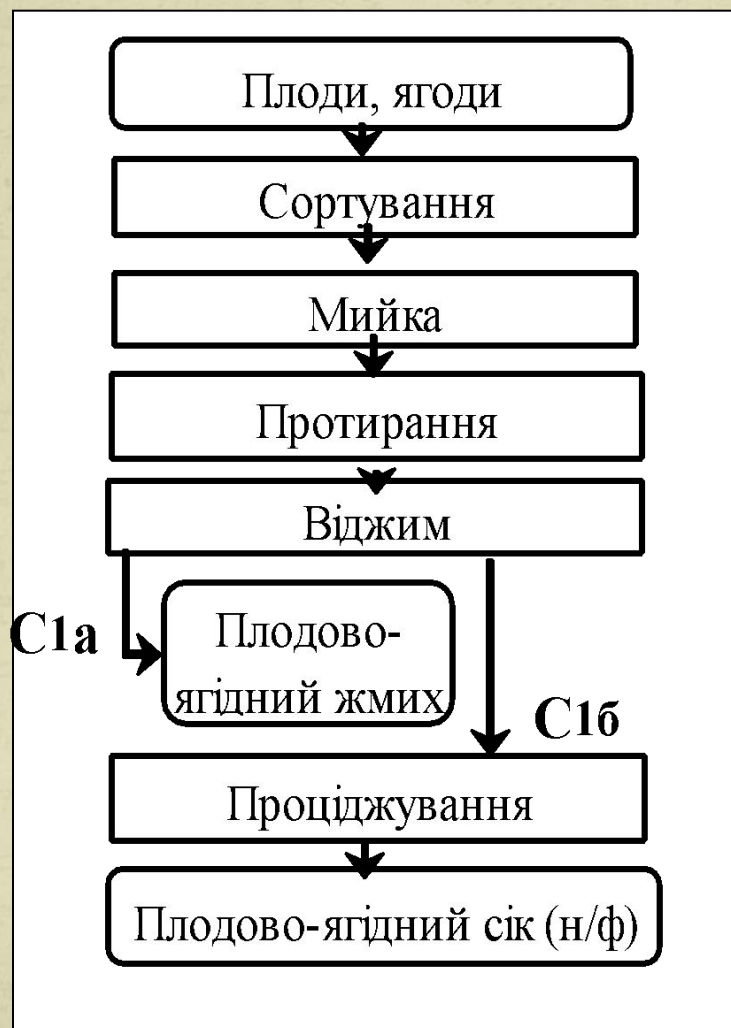 Плоди, ягоди
Сортування
Мийка
Протирання
Віджим
С1а
Плодово-
ягідний жмих
С1б
Проціджування
Плодово-ягідний сік (н/ф)